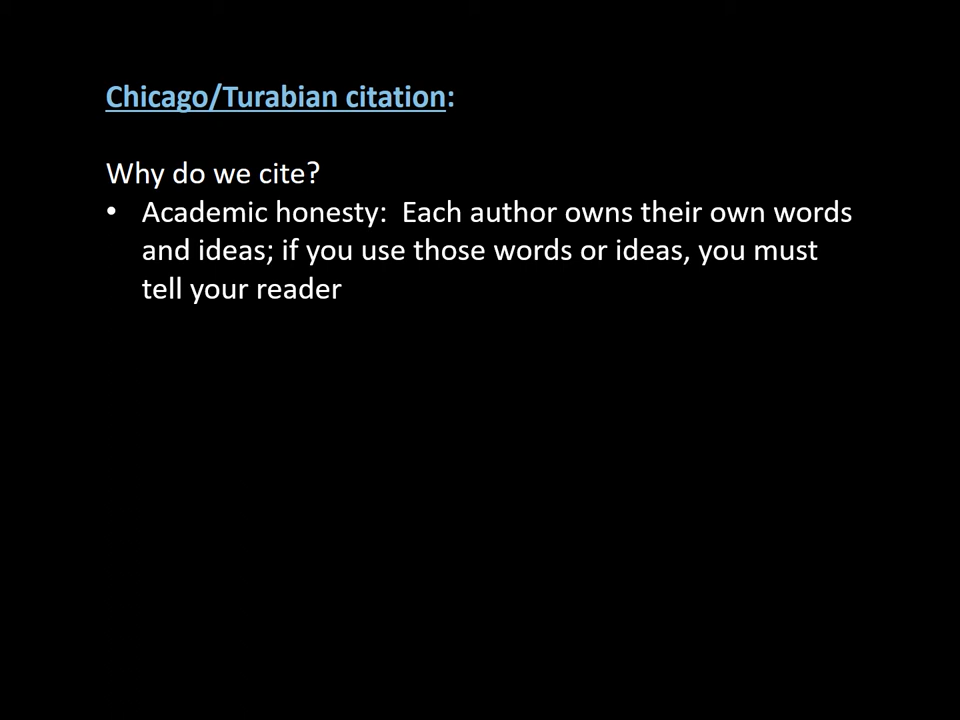 Chicago/Turabian citation:
Why do we cite?
• Academic honesty:  Each author owns their own words
and ideas; if you use those words or ideas, you must
tell your reader